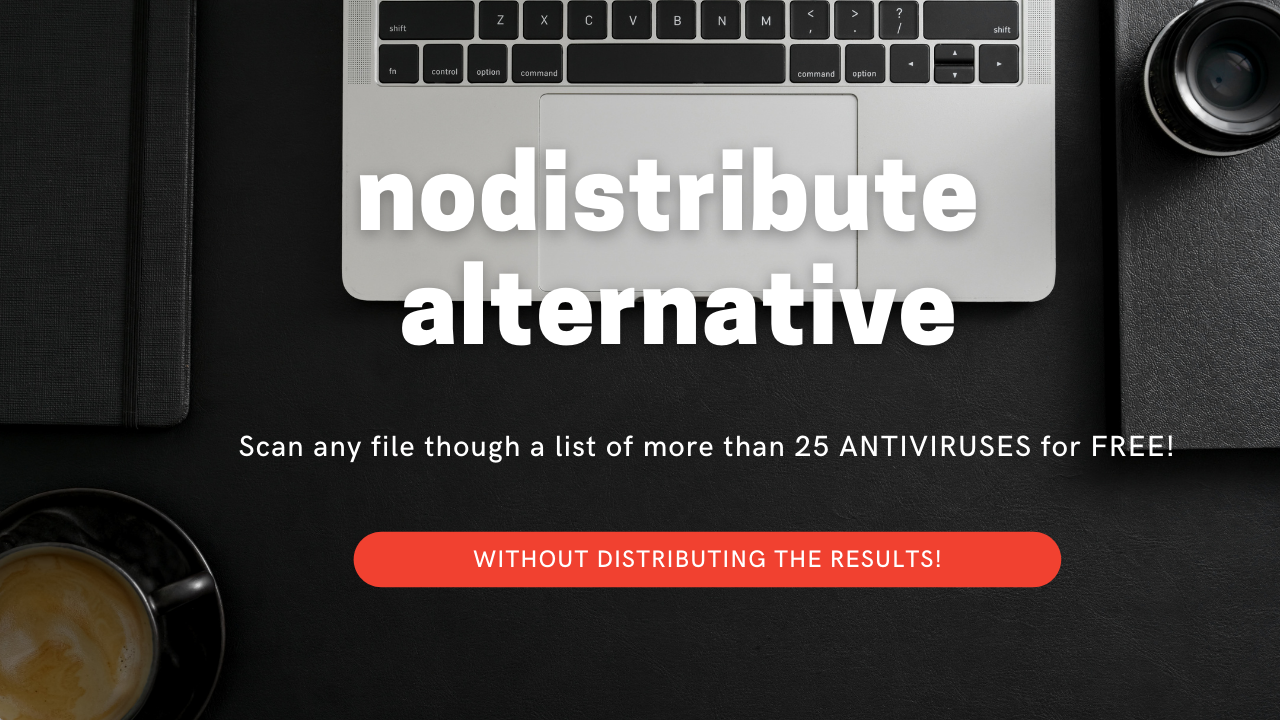 shift Z X C V B N M < , > . ? / shift
fn control option command command option
nodistribute
alternative
Scan any file though a list of more than 25 ANTIVIRUSES for FREE!
WITHOUT DISTRIBUTING THE RESULTS!